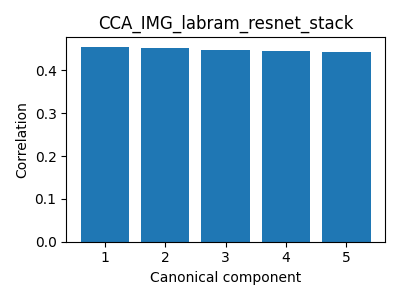 CCA_IMG_labram_resnet_stack
Correlation
0.4
0.3
0.2
0.1
0.0
1 2 3 4 5
Canonical component